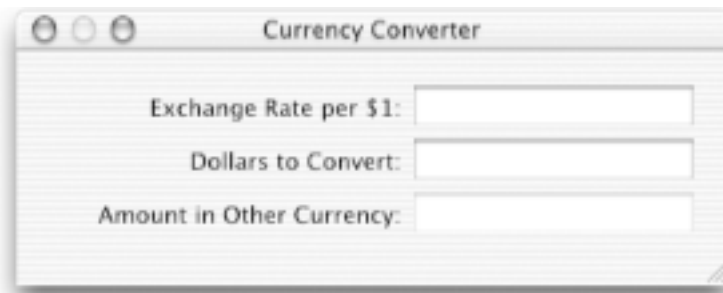 Currency Converter
Exchange Rate per $1:
Dollars to Convert:
Amount in Other Currency: